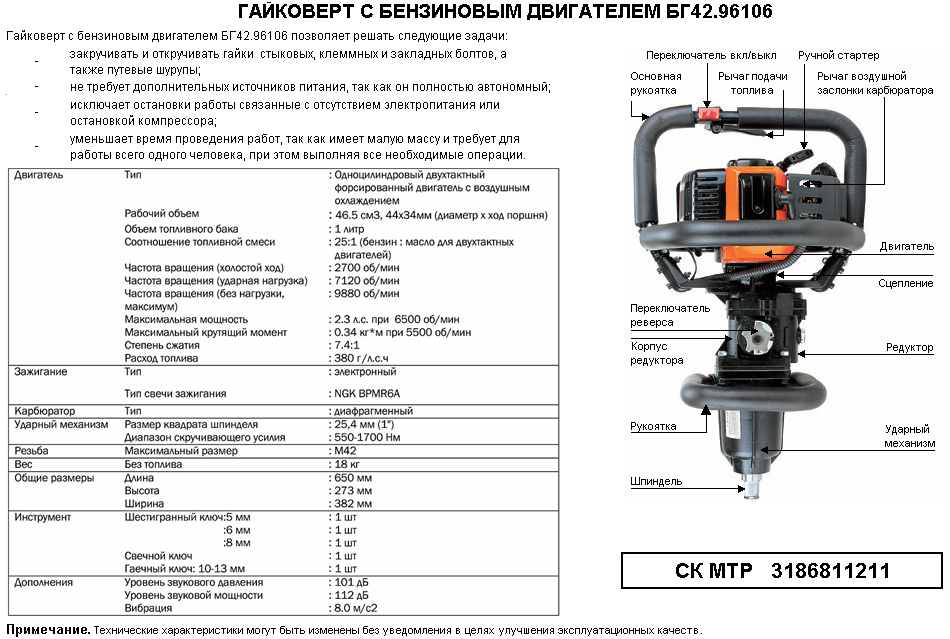 ГАЙКОВЕРТ С БЕНЗИНОВЫМ ДВИГАТЕЛЕМ БГ42.96106
Гайковерт с бензиновым двигателем БГ42.96106 позволяет решать следующие задачи:
- закручивать и откручивать гайки стыковых, клеммных и закладных болтов, а
также путевые шурупы;
- не требует дополнительных источников питания, так как он полностью автономный;
- исключает остановки работы связанные с отсутствием электропитания или
остановкой компрессора;
- уменьшает время проведения работ, так как имеет малую массу и требует для
работы всего одного человека, при этом выполняя все необходимые операции.
Двигатель Тип : Одноцилиндровый двухтактный
форсированный двигатель с воздушным
охлаждением
Рабочий объем : 46.5 см3, 44x34мм (диаметр х ход поршня)
Объем топливного бака : 1 литр
Соотношение топливной смеси : 25:1 (бензин : масло для двухтактных
двигателей)
Частота вращения (холостой ход) : 2700 об/мин
Частота вращения (ударная нагрузка) : 7120 об/мин
Частота вращения (без нагрузки, : 9880 об/мин
максимум)
Максимальная мощность : 2.3 л.с. при 6500 об/мин
Максимальный крутящий момент : 0.34 кг*м при 5500 об/мин
Степень сжатия : 7.4:1
Расход топлива : 380 г/л.с.ч
Зажигание Тип : электронный
Тип свечи зажигания : NGK BPMR6A
Карбюратор Тип : диафрагменный
Ударный механизм Размер квадрата шпинделя : 25,4 мм (1")
Диапазон скручивающего усилия : 550-1700 Нм
Резьба Максимальный размер : М42
Вес Без топлива : 18 кг
Общие размеры Длина : 650 мм
Высота : 273 мм
Ширина : 382 мм
Инструмент Шестигранный ключ:5 мм : 1 шт
:6 мм : 1 шт
:8 мм : 1 шт
Свечной ключ : 1 шт
Гаечный ключ: 10-13 мм : 1 шт
Дополнения Уровень звукового давления : 101 дБ
Уровень звуковой мощности : 112 дБ
Вибрация : 8.0 м/с2
Примечание. Технические характеристики могут быть изменены без уведомления в целях улучшения эксплуатационных качеств.
Переключатель вкл/выкл
Ручной стартер
Основная
рукоятка
Рычаг подачи
топлива
Рычаг воздушной
заслонки карбюратора
Двигатель
Сцепление
Переключатель
реверса
Корпус
редуктора
Редуктор
Рукоятка
Ударный
механизм
Шпиндель
СК МТР 3186811211